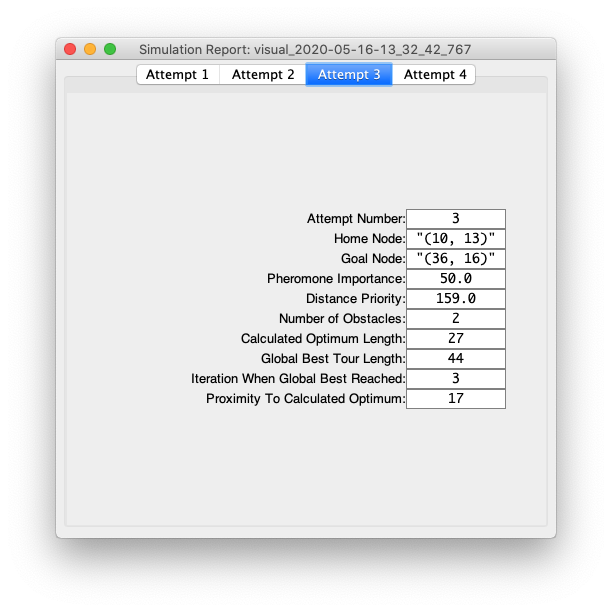 Simulation Report: visual_2020-05-16-13_32_42_767
Attempt 1 Attempt 2 Attempt 3 Attempt 4
Attempt Number: 3
Home Node: "(10, 13)"
Goal Node: "(36, 16)"
Pheromone Importance: 50.0
Distance Priority: 159.0
Number of Obstacles: 2
Calculated Optimum Length: 27
Global Best Tour Length: 44
Iteration When Global Best Reached: 3
Proximity To Calculated Optimum: 17